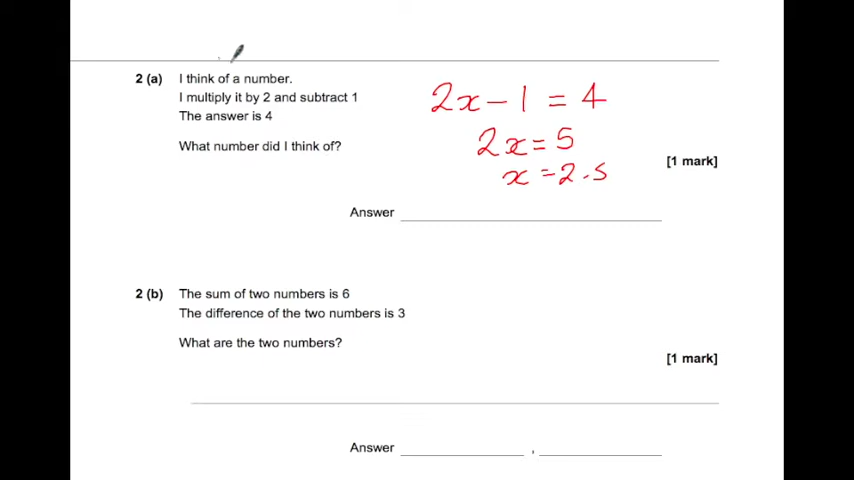 2 (a) I think of a number.
I multiply it by 2 and subtract 1
The answer is 4
What number did I think of?
2x - 1 = 4
2x = 5
x = 2.5
[1 mark]
Answer
2 (b) The sum of two numbers is 6
The difference of the two numbers is 3
What are the two numbers?
[1 mark]
Answer ,